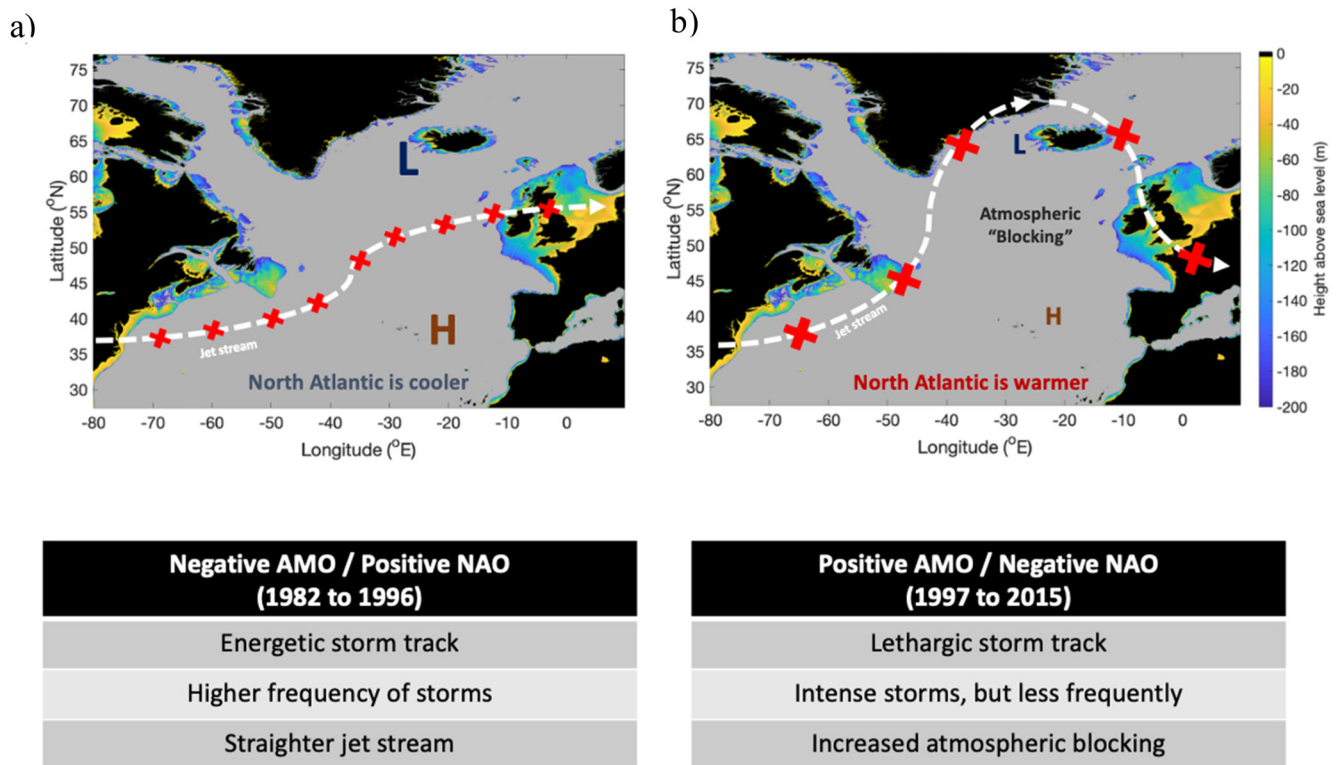 a)
75
70
65
60
55
50
45
40
35
30
Latitude (°N)
L
H
Jet stream
North Atlantic is cooler
-80 -70 -60 -50 -40 -30 -20 -10 0
Longitude (°E)
b)
75
70
65
60
55
50
45
40
35
30
Latitude (°N)
L
Atmospheric
"Blocking"
H
Jet stream
North Atlantic is warmer
-80 -70 -60 -50 -40 -30 -20 -10 0
Longitude (°E)
0
-20
-40
-60
-80
-100
-120
-140
-160
-180
-200
Height above sea level (m)
Negative AMO / Positive NAO
(1982 to 1996)
Energetic storm track
Higher frequency of storms
Straighter jet stream
Positive AMO / Negative NAO
(1997 to 2015)
Lethargic storm track
Intense storms, but less frequently
Increased atmospheric blocking